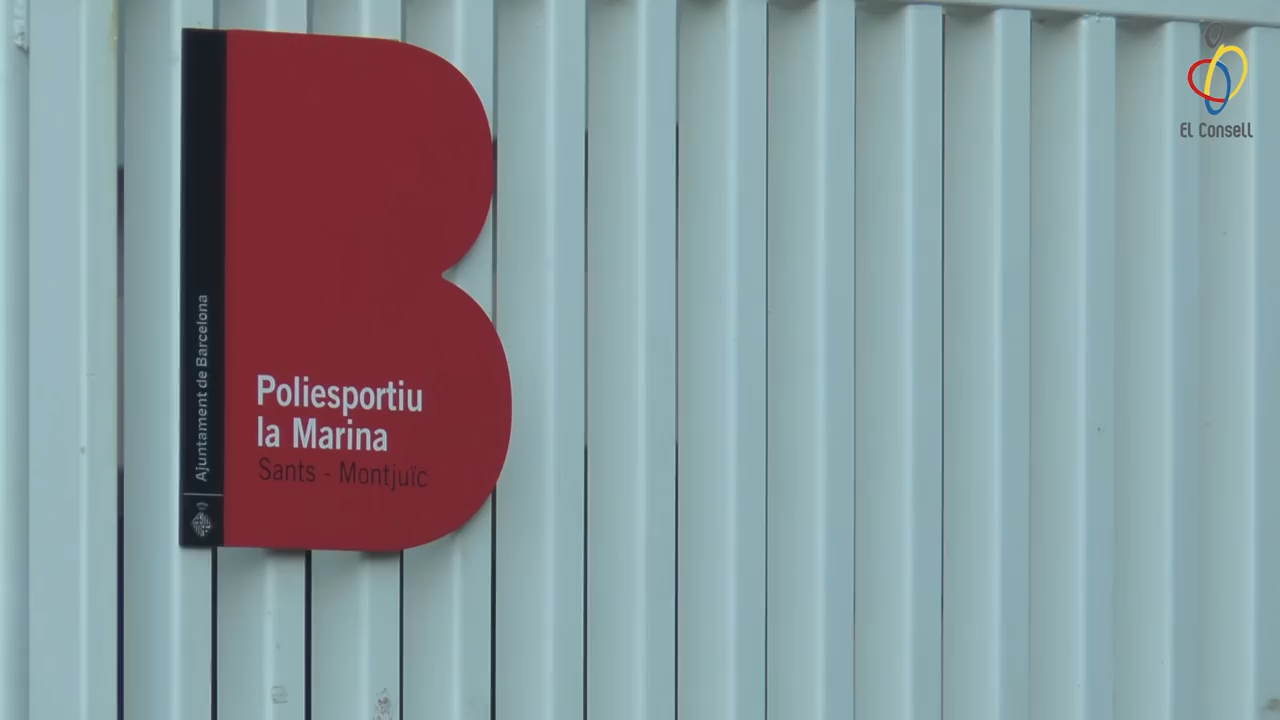 Ajuntament de Barcelona
Poliesportiu
la Marina
Sants - Montjuïc
EL Consell